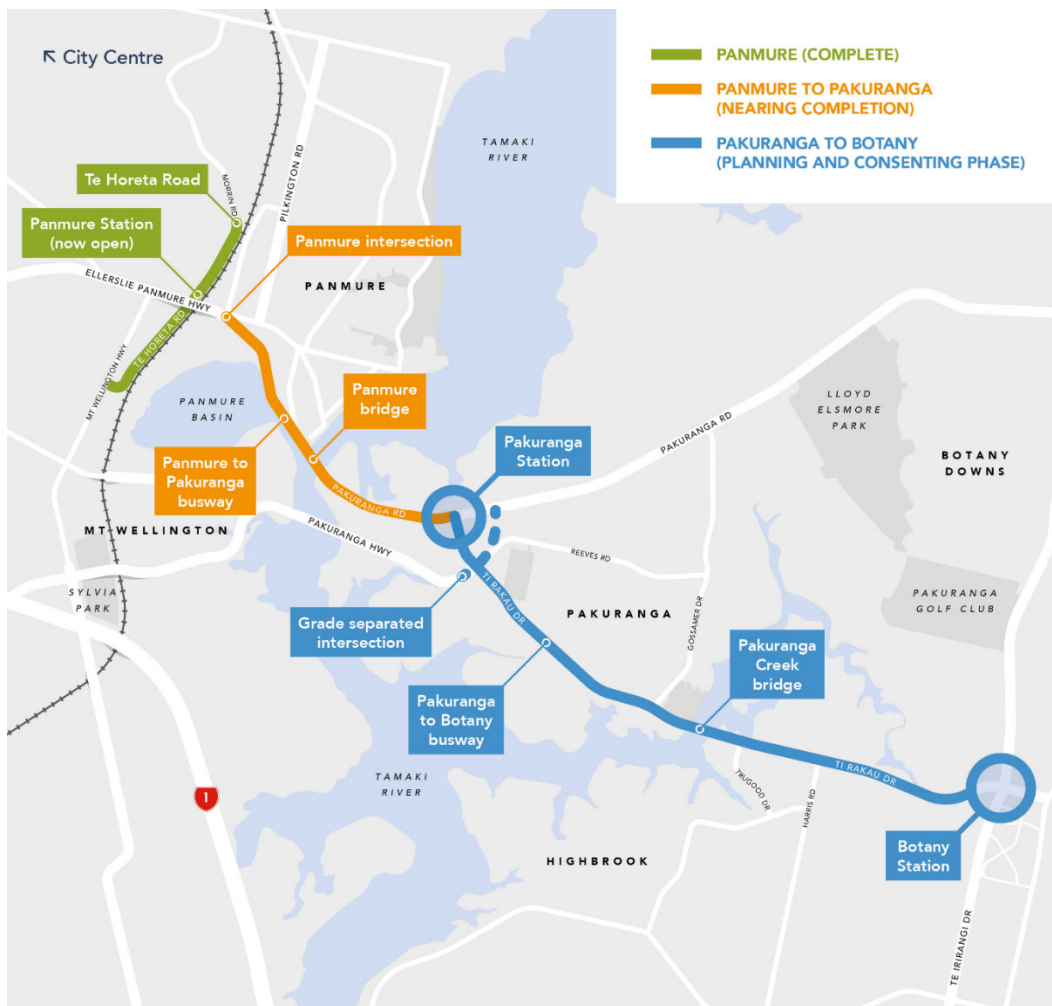 City Centre
PANMURE (COMPLETE)
PANMURE TO PAKURANGA
(NEARING COMPLETION)
PAKURANGA TO BOTANY
(PLANNING AND CONSENTING PHASE)
TAMAKI
RIVER
PILKINGTON RD
MORRIN RD
Te Horeta Road
Panmure Station
(now open)
Panmure intersection
ELLERSLIE PANMURE HWY
PANMURE
TE HORETA RD
MT WELLINGTON HWY
PANMURE
BASIN
Panmure
bridge
LLOYD
ELSMORE
PARK
Pakuranga
Station
PAKURANGA RD
BOTANY
DOWNS
Panmure to
Pakuranga
busway
PAKURANGA RD
MT WELLINGTON
PAKURANGA HWY
REEVES RD
SYLVIA
PARK
TI RAKAU DR
PAKURANGA
GOLF CLUB
Grade separated
intersection
PAKURANGA
GOSSAMER DR
Pakuranga
Creek
bridge
Pakuranga
to Botany
busway
TI RAKAU DR
TAMAKI
RIVER
TRUGOOD DR
HARRIS RD
1
HIGHBROOK
Botany
Station
TE IRIRANGI DR